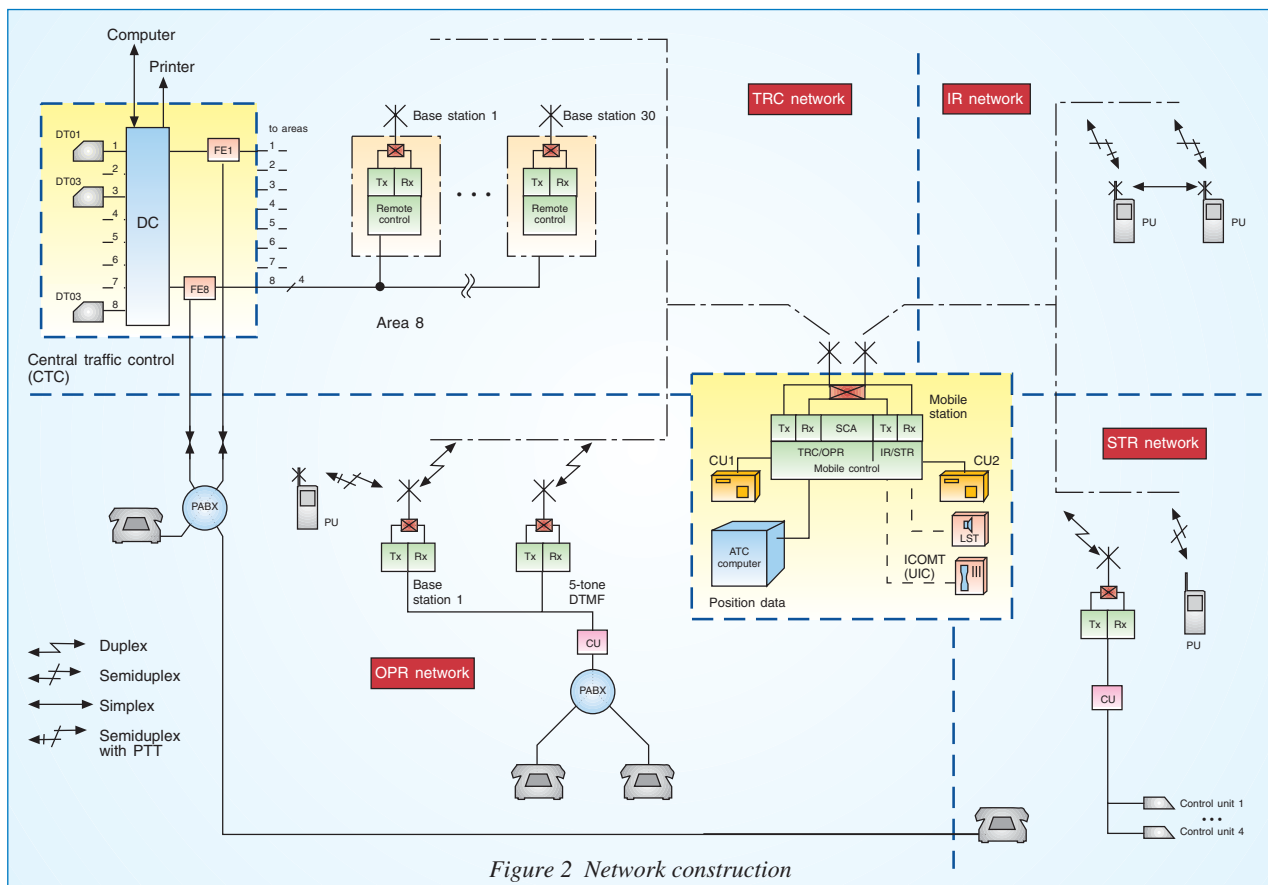 Computer
Printer
TRC network
IR network
DT01
1
2
DT03
3
4
5
6
7
DT03
8
DC
FE1
FE8
to areas
1
2
3
4
5
6
7
8
4
Base station 1
Tx Rx
Remote
control
Base station 30
Tx Rx
Remote
control
Area 8
PU
PU
Central traffic control
(CTC)
Mobile
station
Tx Rx SCA Tx Rx
TRC/OPR IR/STR
Mobile control
CU1
CU2
LST
ICOMT
(UIC)
ATC
computer
Position data
STR network
PABX
PU
Tx Rx
Base
station 1
Tx Rx
5-tone
DTMF
CU
OPR network
PABX
Tx Rx
PU
CU
Control unit 1
Control unit 4
Duplex
Semiduplex
Simplex
Semiduplex
with PTT
Figure 2 Network construction